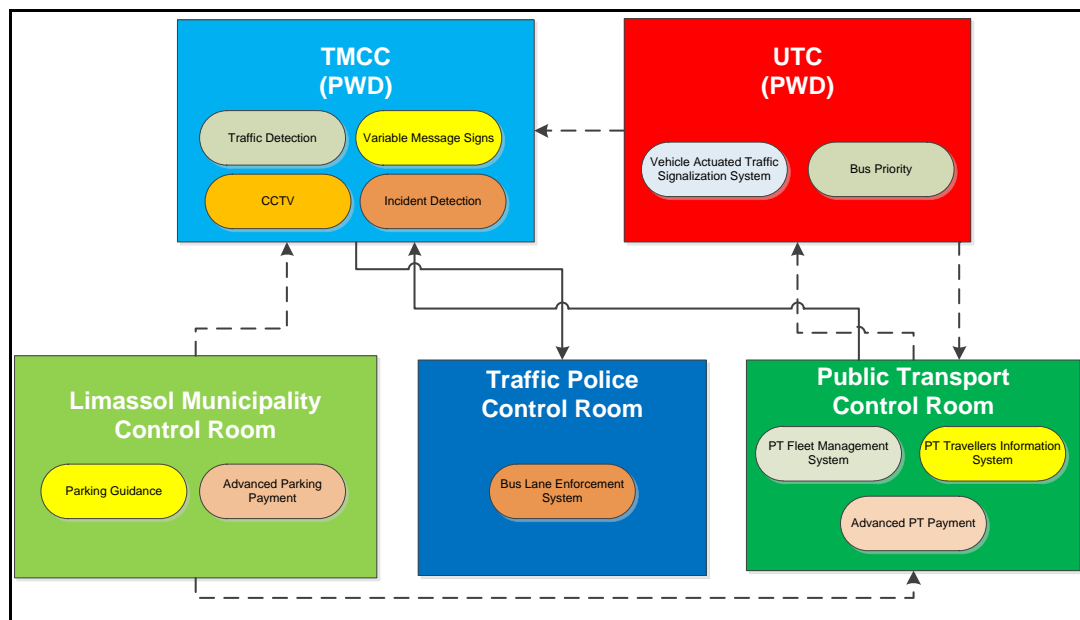 TMCC
(PWD)
Traffic Detection
Variable Message Signs
CCTV
Incident Detection
UTC
(PWD)
Vehicle Actuated Traffic
Signalization System
Bus Priority
Limassol Municipality
Control Room
Parking Guidance
Advanced Parking
Payment
Traffic Police
Control Room
Bus Lane Enforcement
System
Public Transport
Control Room
PT Fleet Management
System
PT Travellers Information
System
Advanced PT Payment